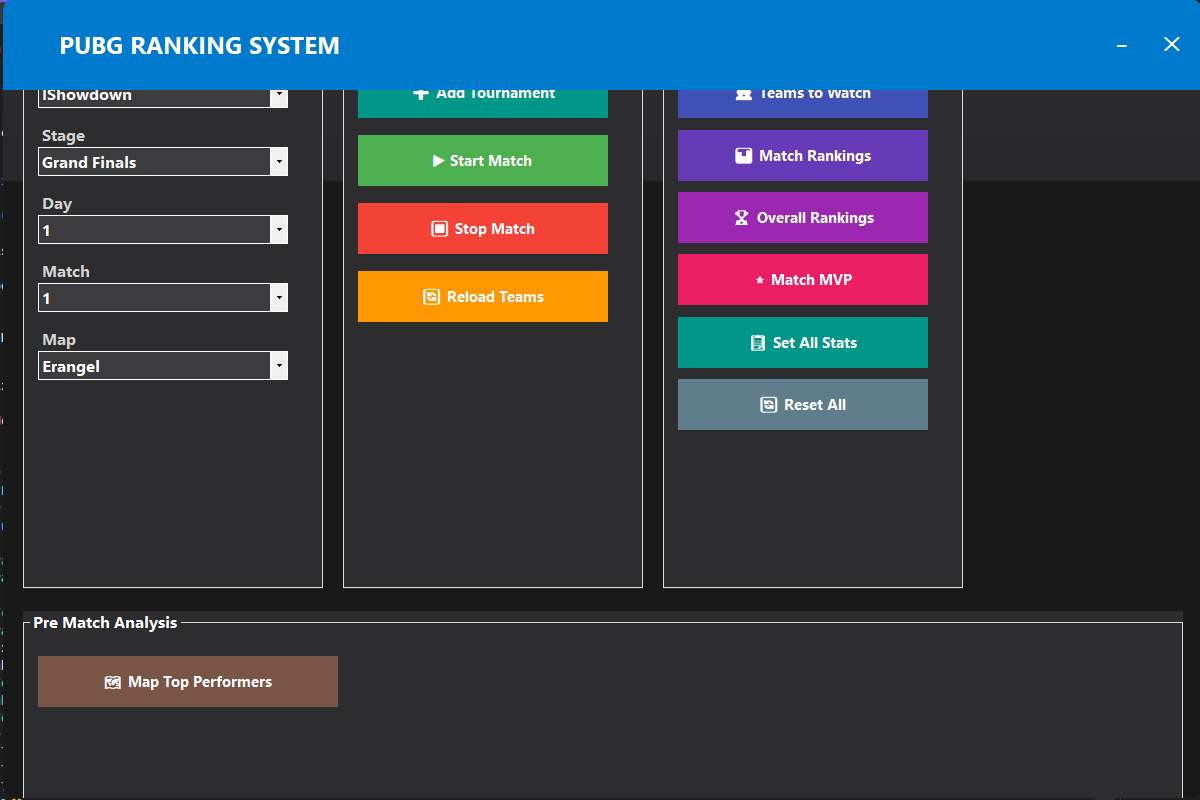 PUBG RANKING SYSTEM
IShowdown
Stage
Grand Finals
Day
1
Match
1
Map
Erangel
Add Tournament
Start Match
Stop Match
Reload Teams
Teams to Watch
Match Rankings
Overall Rankings
Match MVP
Set All Stats
Reset All
Pre Match Analysis
Map Top Performers